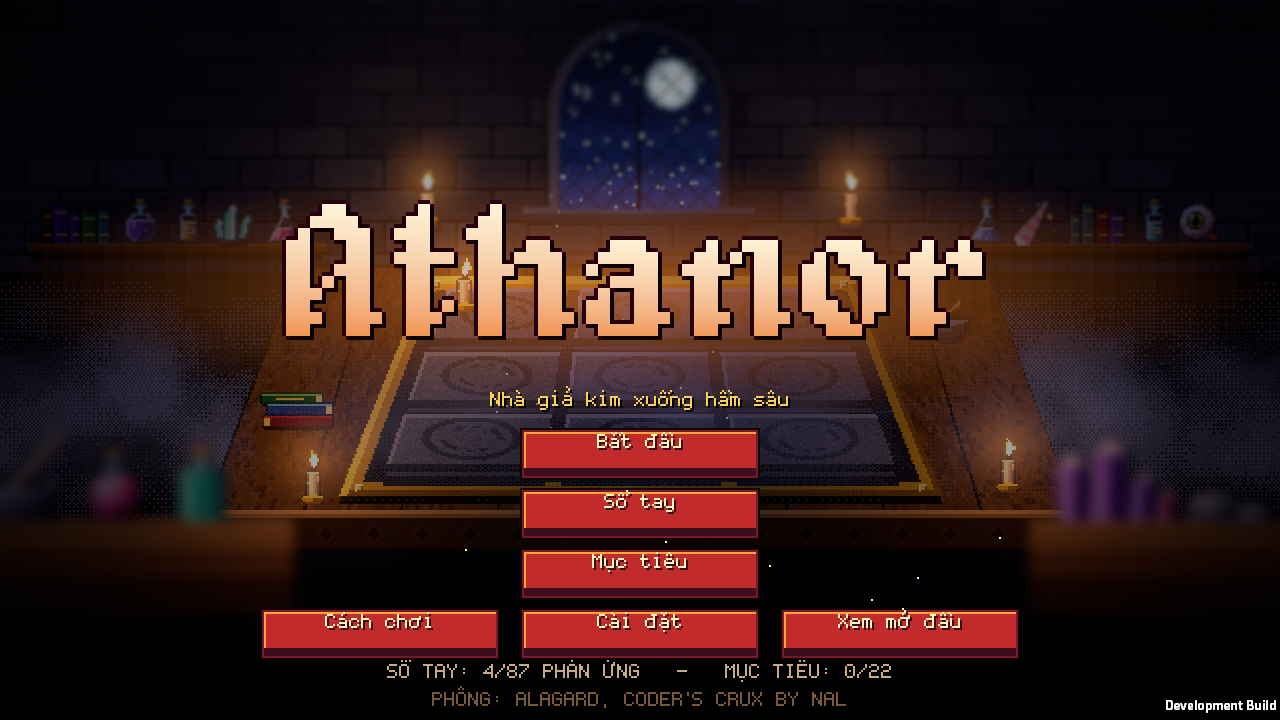 Athanor
Nhà giả kim xuống hầm sâu
Bắt đầu
Sổ tay
Mục tiêu
Cách chơi
Cài đặt
Xem mở đầu
SỔ TAY: 4/87 PHẢN ỨNG – MỤC TIÊU: 0/22
PHÔNG: ALAGARD, CODER'S CRUX BY NAL
Development Build